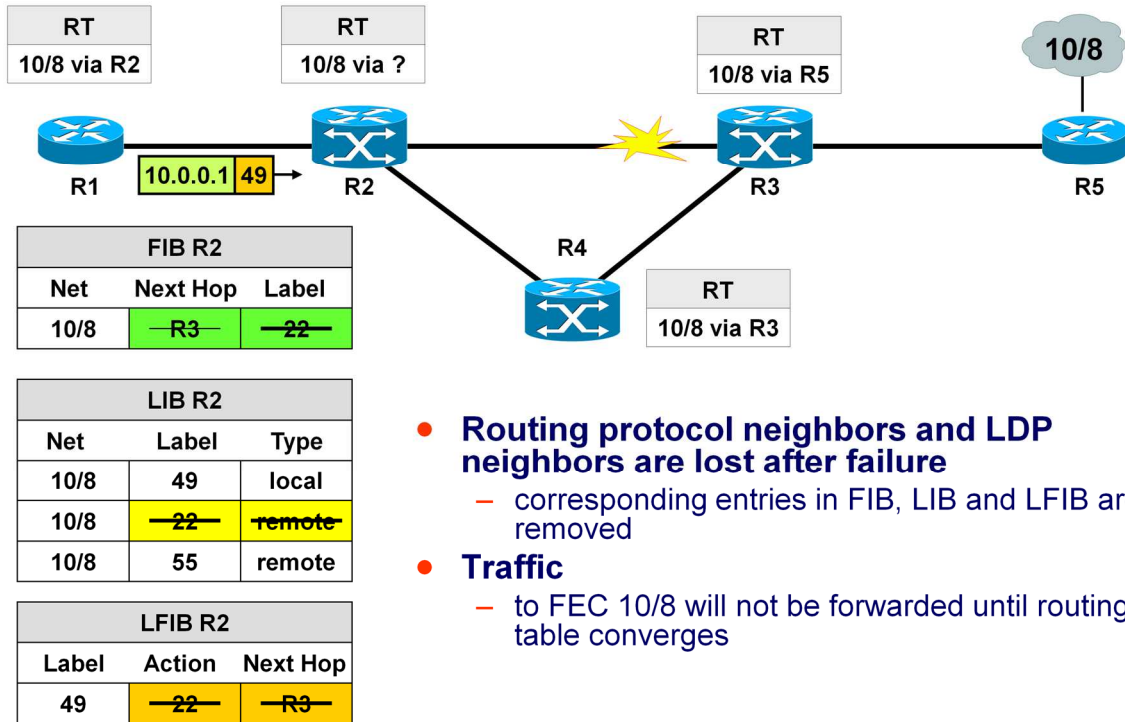 RT
10/8 via R2
RT
10/8 via ?
RT
10/8 via R5
10/8
R1
10.0.0.1 49
R2
R3
R5
R4
RT
10/8 via R3
FIB R2
Net Next Hop Label
10/8 R3 22
LIB R2
Net Label Type
10/8 49 local
10/8 22 remote
10/8 55 remote
LFIB R2
Label Action Next Hop
49 22 R3
• Routing protocol neighbors and LDP
neighbors are lost after failure
– corresponding entries in FIB, LIB and LFIB ar
removed
• Traffic
– to FEC 10/8 will not be forwarded until routing
table converges